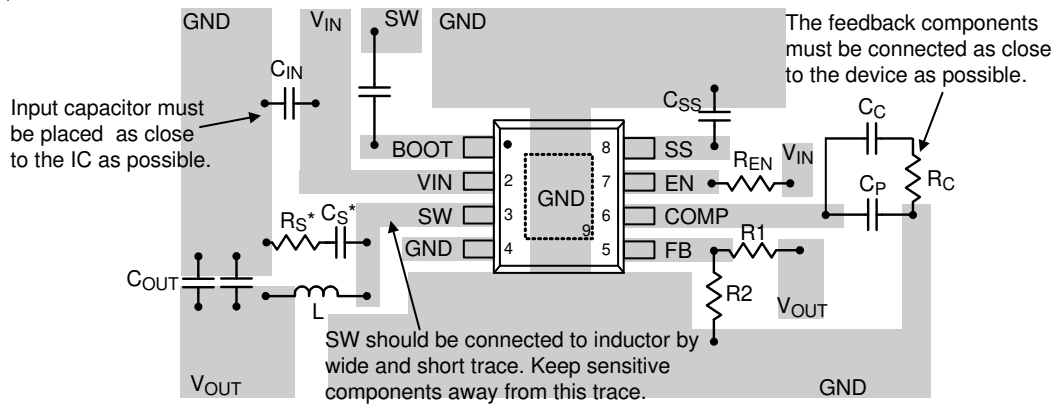 GND
VIN
SW
GND
The feedback components
must be connected as close
to the device as possible.
CIN
Input capacitor must
be placed as close
to the IC as possible.
CSS
CC
BOOT
8
SS
REN
VIN
RC
VIN
2
GND
7
EN
CP
SW
3
6
COMP
RS*
CS*
9
GND
4
5
FB
R1
COUT
R2
L
VOUT
SW should be connected to inductor by
wide and short trace. Keep sensitive
components away from this trace.
VOUT
GND